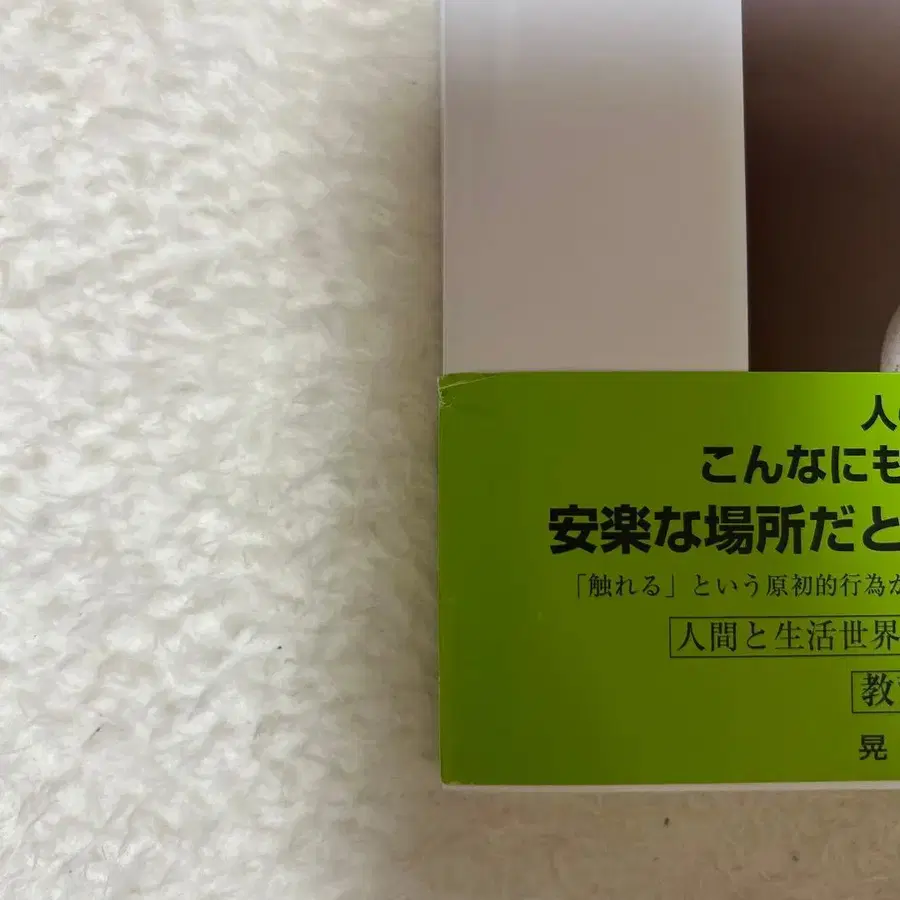 人
こんなにも
安楽な場所だと
「触れる」という原初的行為が
人間と生活世界
教
晃